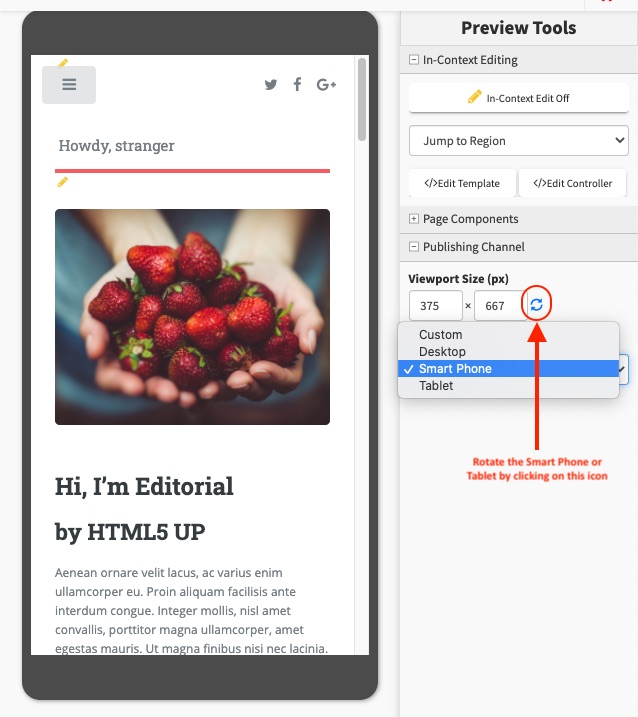 Howdy, stranger
Hi, I’m Editorial
by HTML5 UP
Aenean ornare velit lacus, ac varius enim
ullamcorper eu. Proin aliquam facilisis ante
interdum congue. Integer mollis, nisl amet
convallis, porttitor magna ullamcorper, amet
egestas mauris. Ut magna finibus nisi nec lacinia.
Preview Tools
In-Context Editing
In-Context Edit Off
Jump to Region
</>Edit Template
</>Edit Controller
Page Components
Publishing Channel
Viewport Size (px)
375 × 667
Custom
Desktop
✓ Smart Phone
Tablet
Rotate the Smart Phone or
Tablet by clicking on this icon